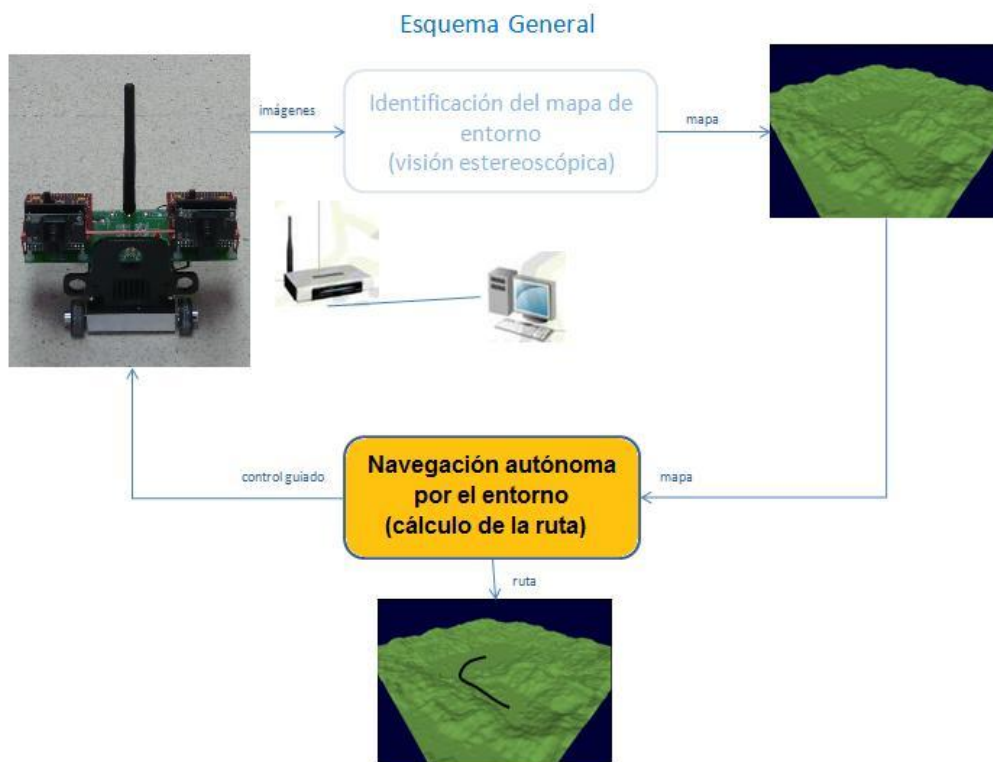 Esquema General
imágenes
Identificación del mapa de
entorno
(visión estereoscópica)
mapa
control guiado
Navegación autónoma
por el entorno
(cálculo de la ruta)
mapa
ruta